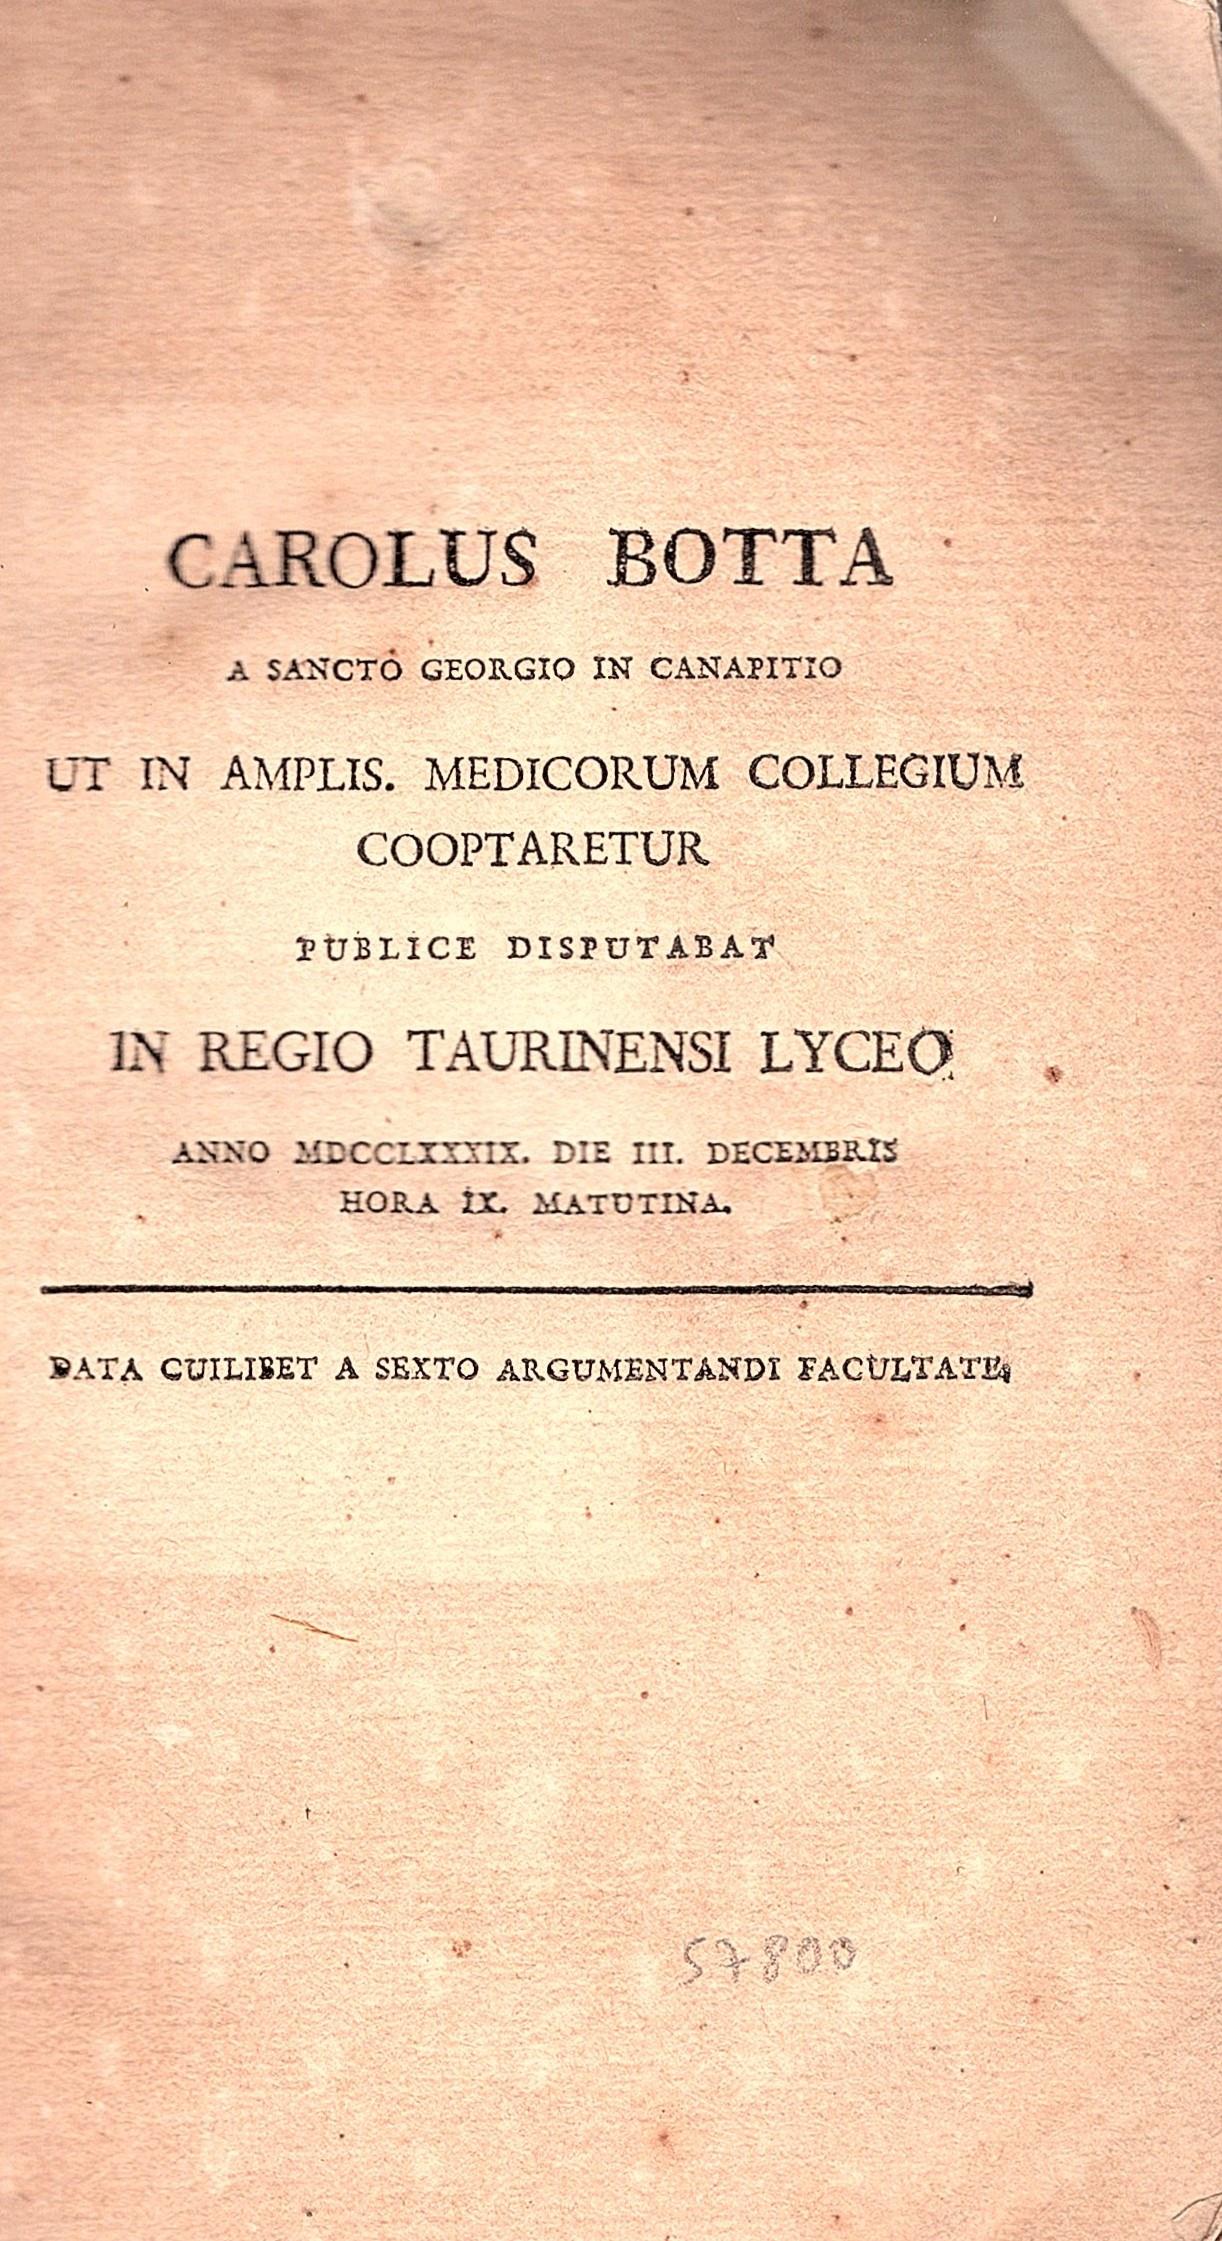 CAROLUS BOTTA
A SANCTO GEORGIO IN CANAPITIO
UT IN AMPLIS. MEDICORUM COLLEGIUM
COOPTARETUR
PUBLICE DISPUTABAT
IN REGIO TAURINENSI LYCEO
ANNO MDCCLXXXIX. DIE III. DECEMBRIS
HORA IX. MATUTINA.
DATA CUILIBET A SEXTO ARGUMENTANDI FACULTATE.
57800